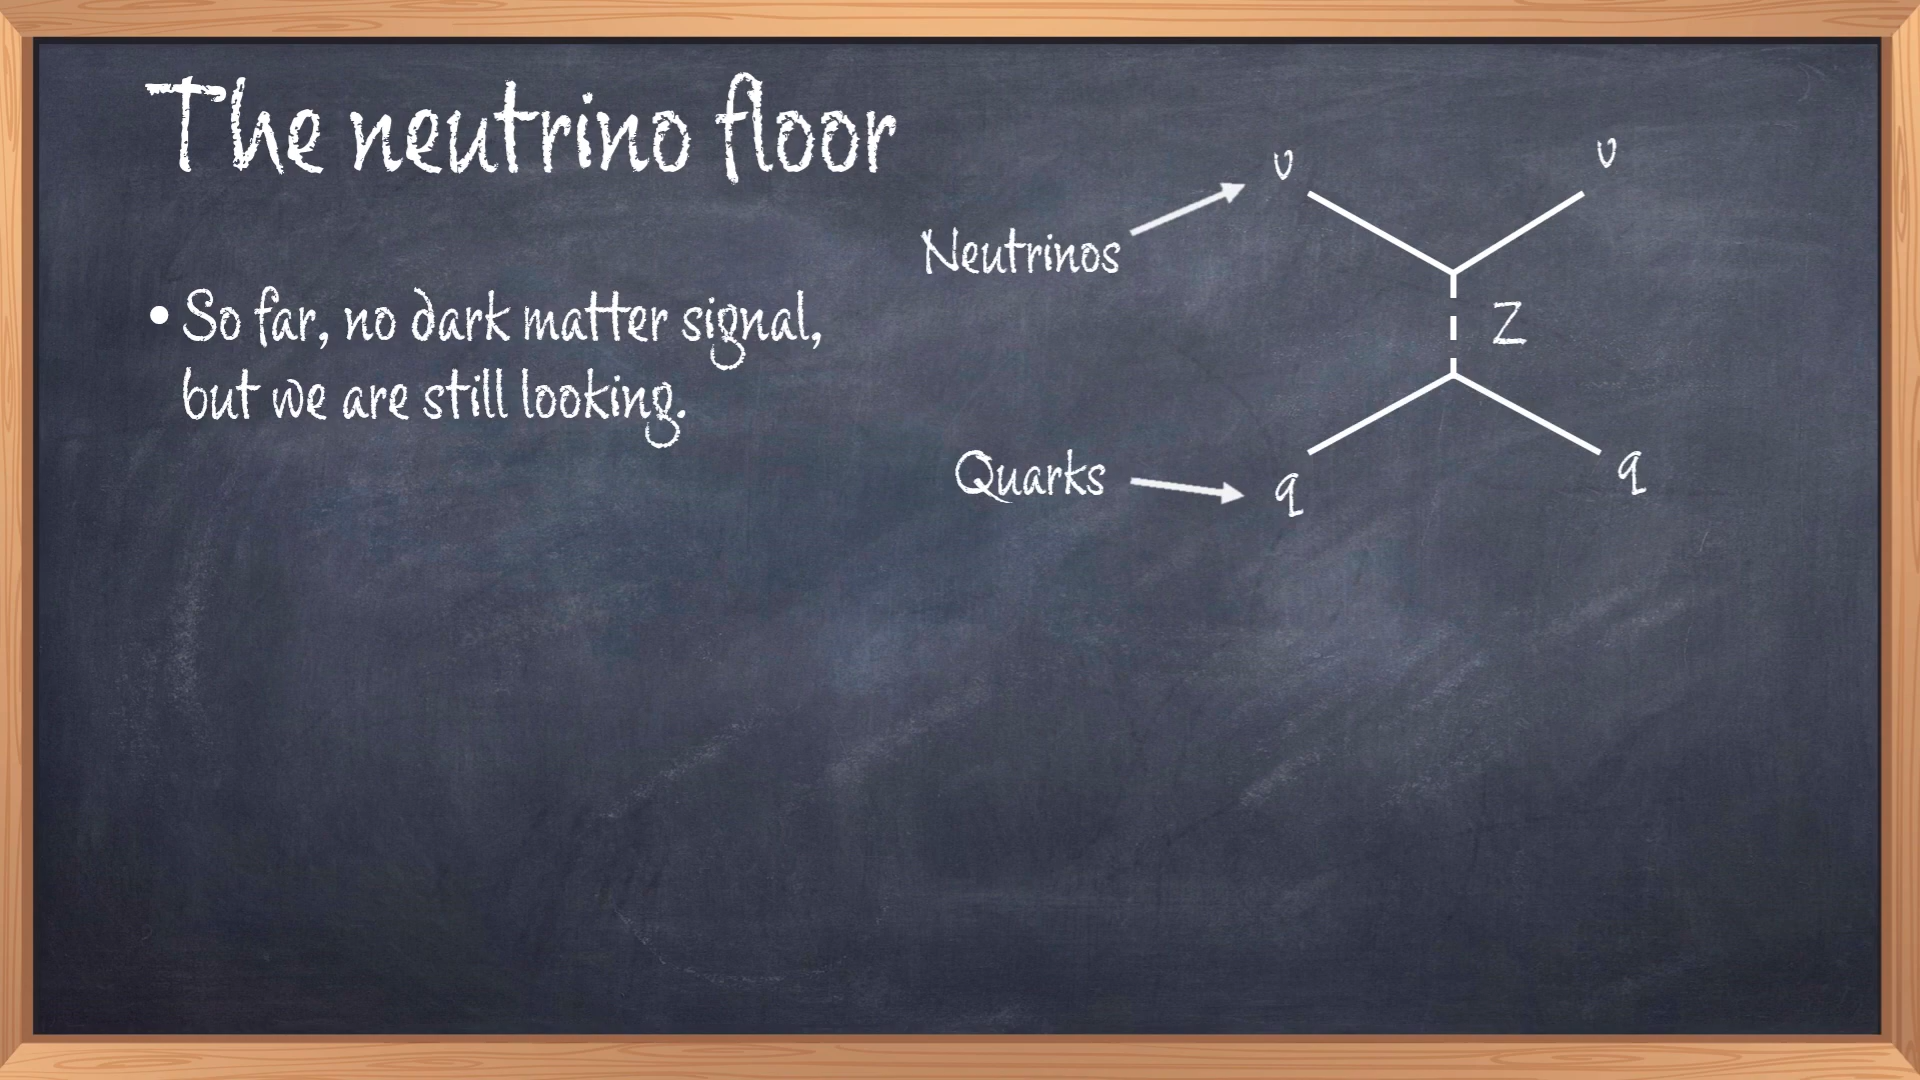 The neutrino floor
• So far, no dark matter signal,
but we are still looking.
Neutrinos
υ
υ
Z
Quarks
q
q